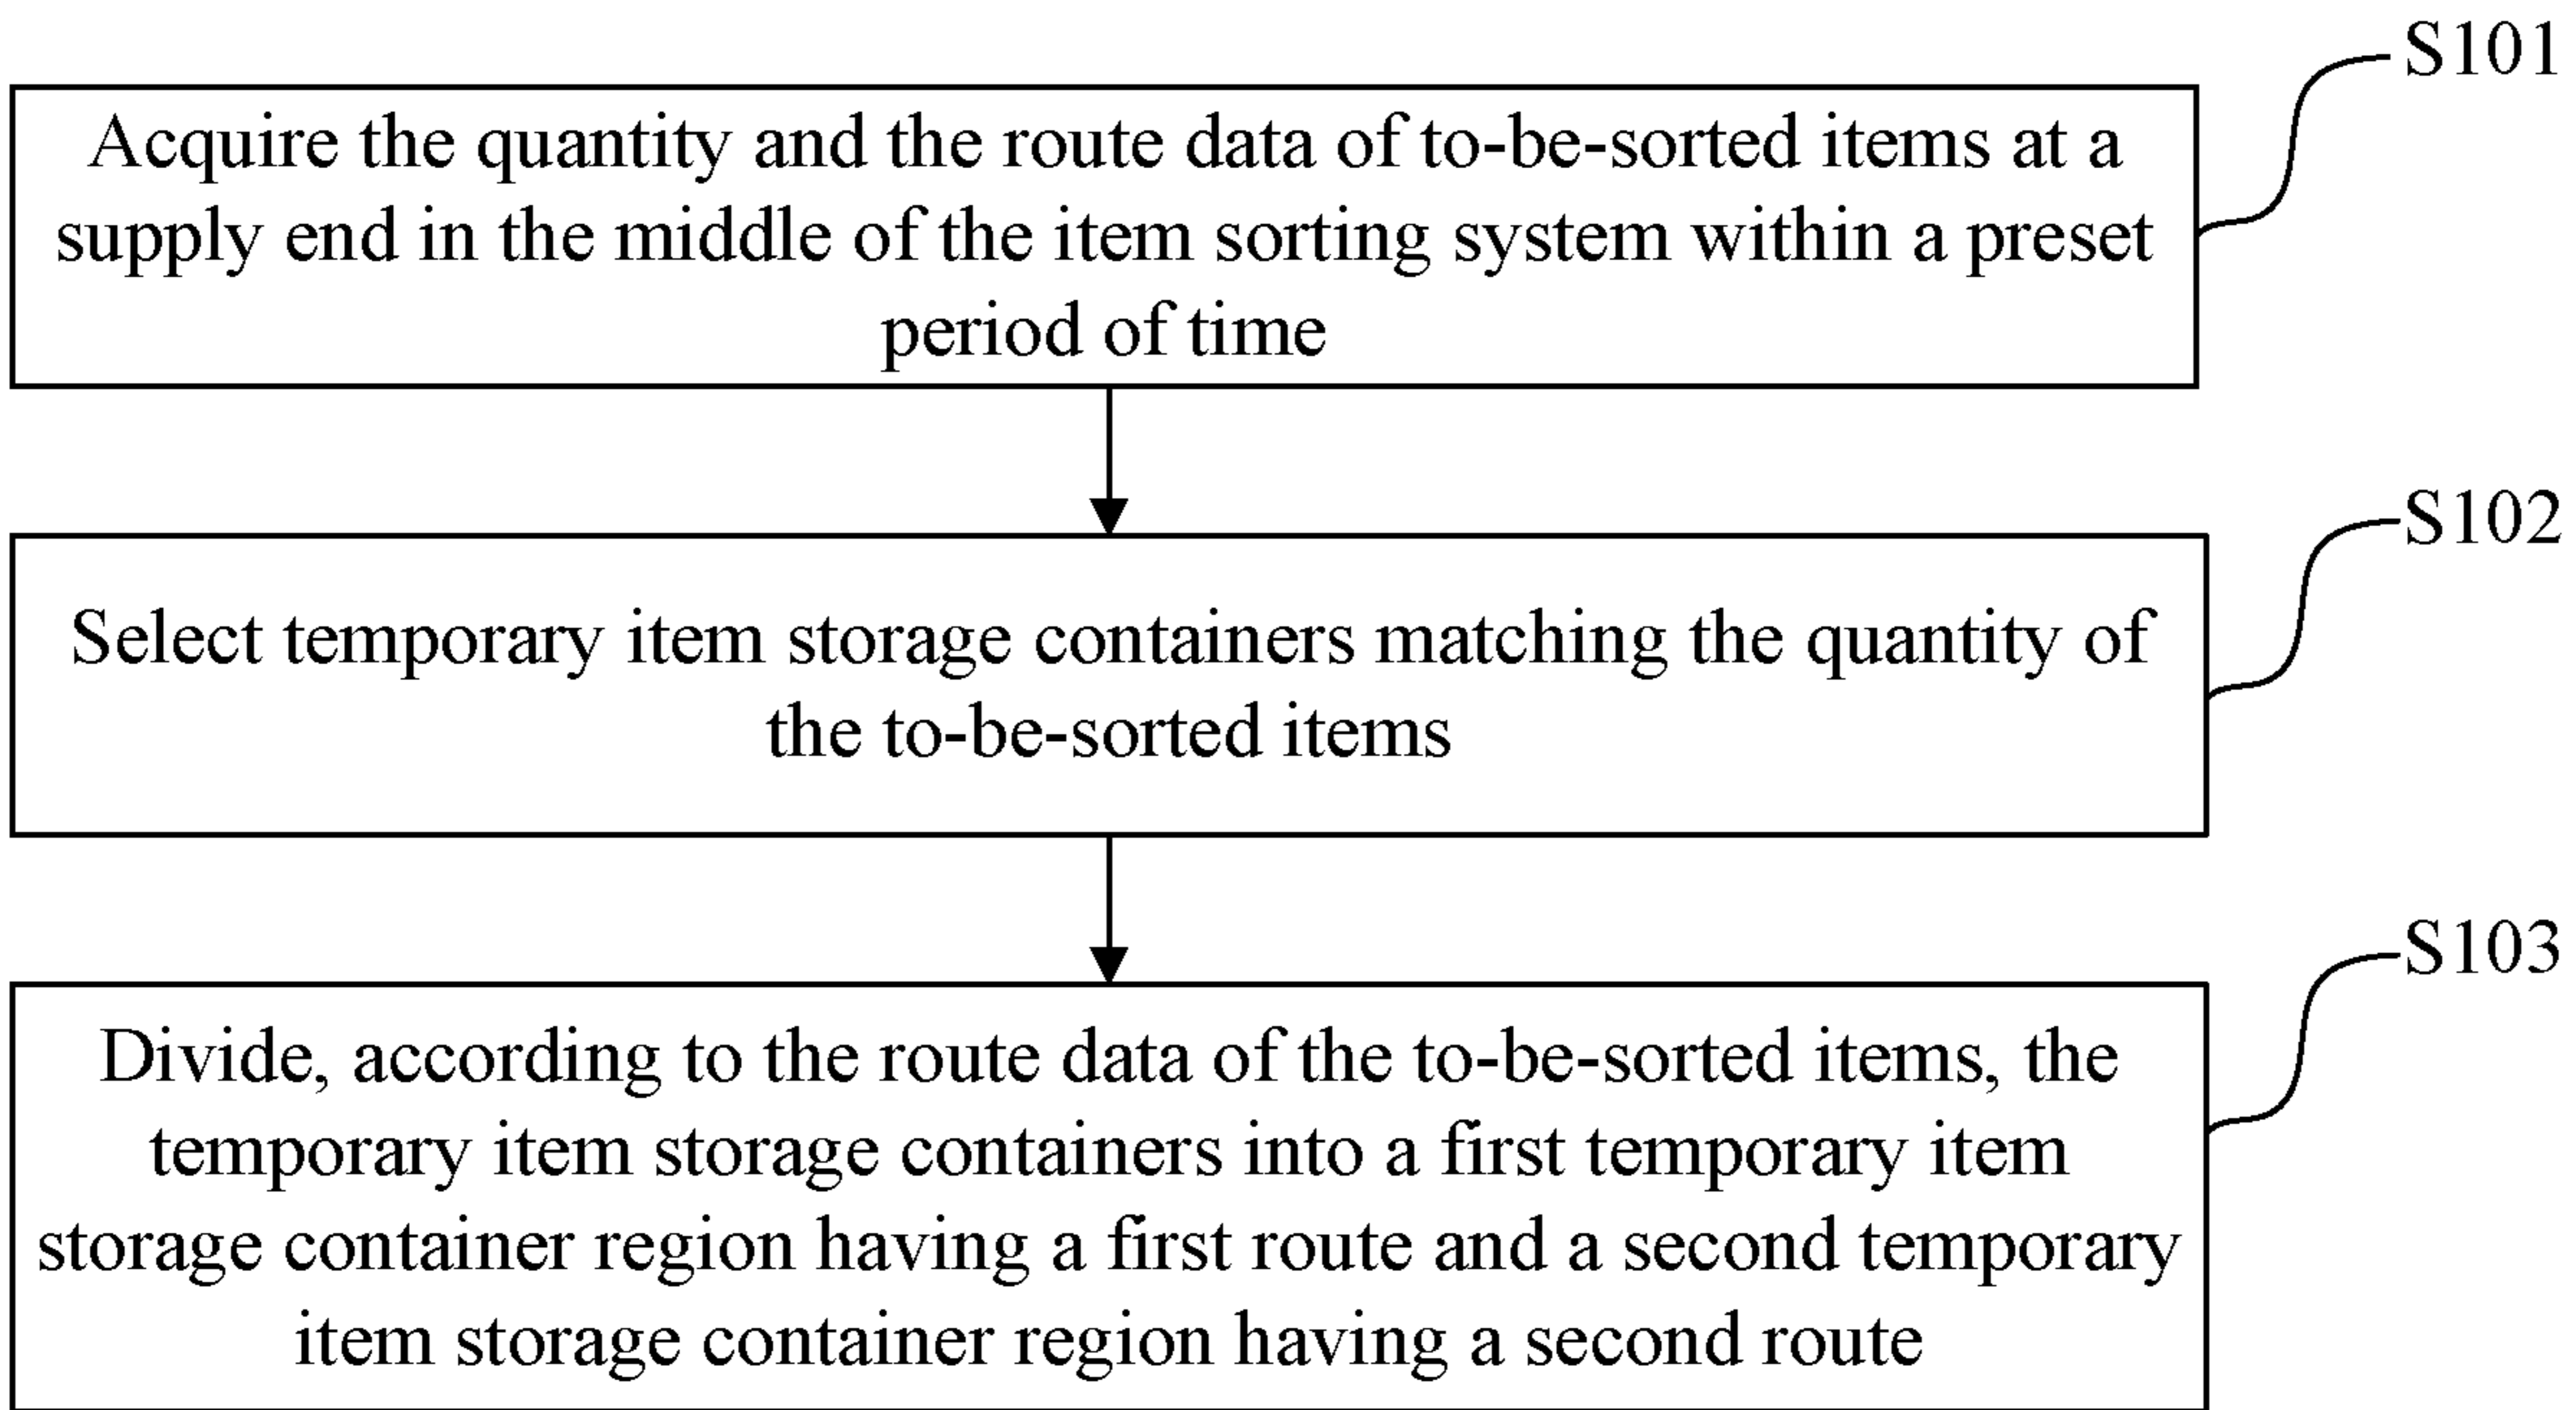 S101
Acquire the quantity and the route data of to-be-sorted items at a
supply end in the middle of the item sorting system within a preset
period of time
S102
Select temporary item storage containers matching the quantity of
the to-be-sorted items
S103
Divide, according to the route data of the to-be-sorted items, the
temporary item storage containers into a first temporary item
storage container region having a first route and a second temporary
item storage container region having a second route